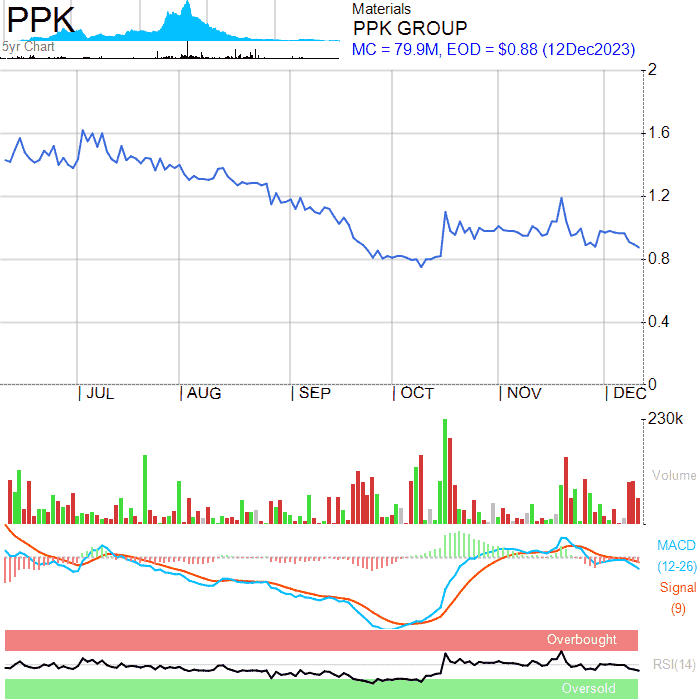 PPK
5yr Chart
Materials
PPK GROUP
MC = 79.9M, EOD = $0.88 (12Dec2023)
2
1.6
1.2
0.8
0.4
0
JUL
AUG
SEP
OCT
NOV
DEC
230k
Volume
MACD
(12-26)
Signal
(9)
Overbought
RSI(14)
Oversold